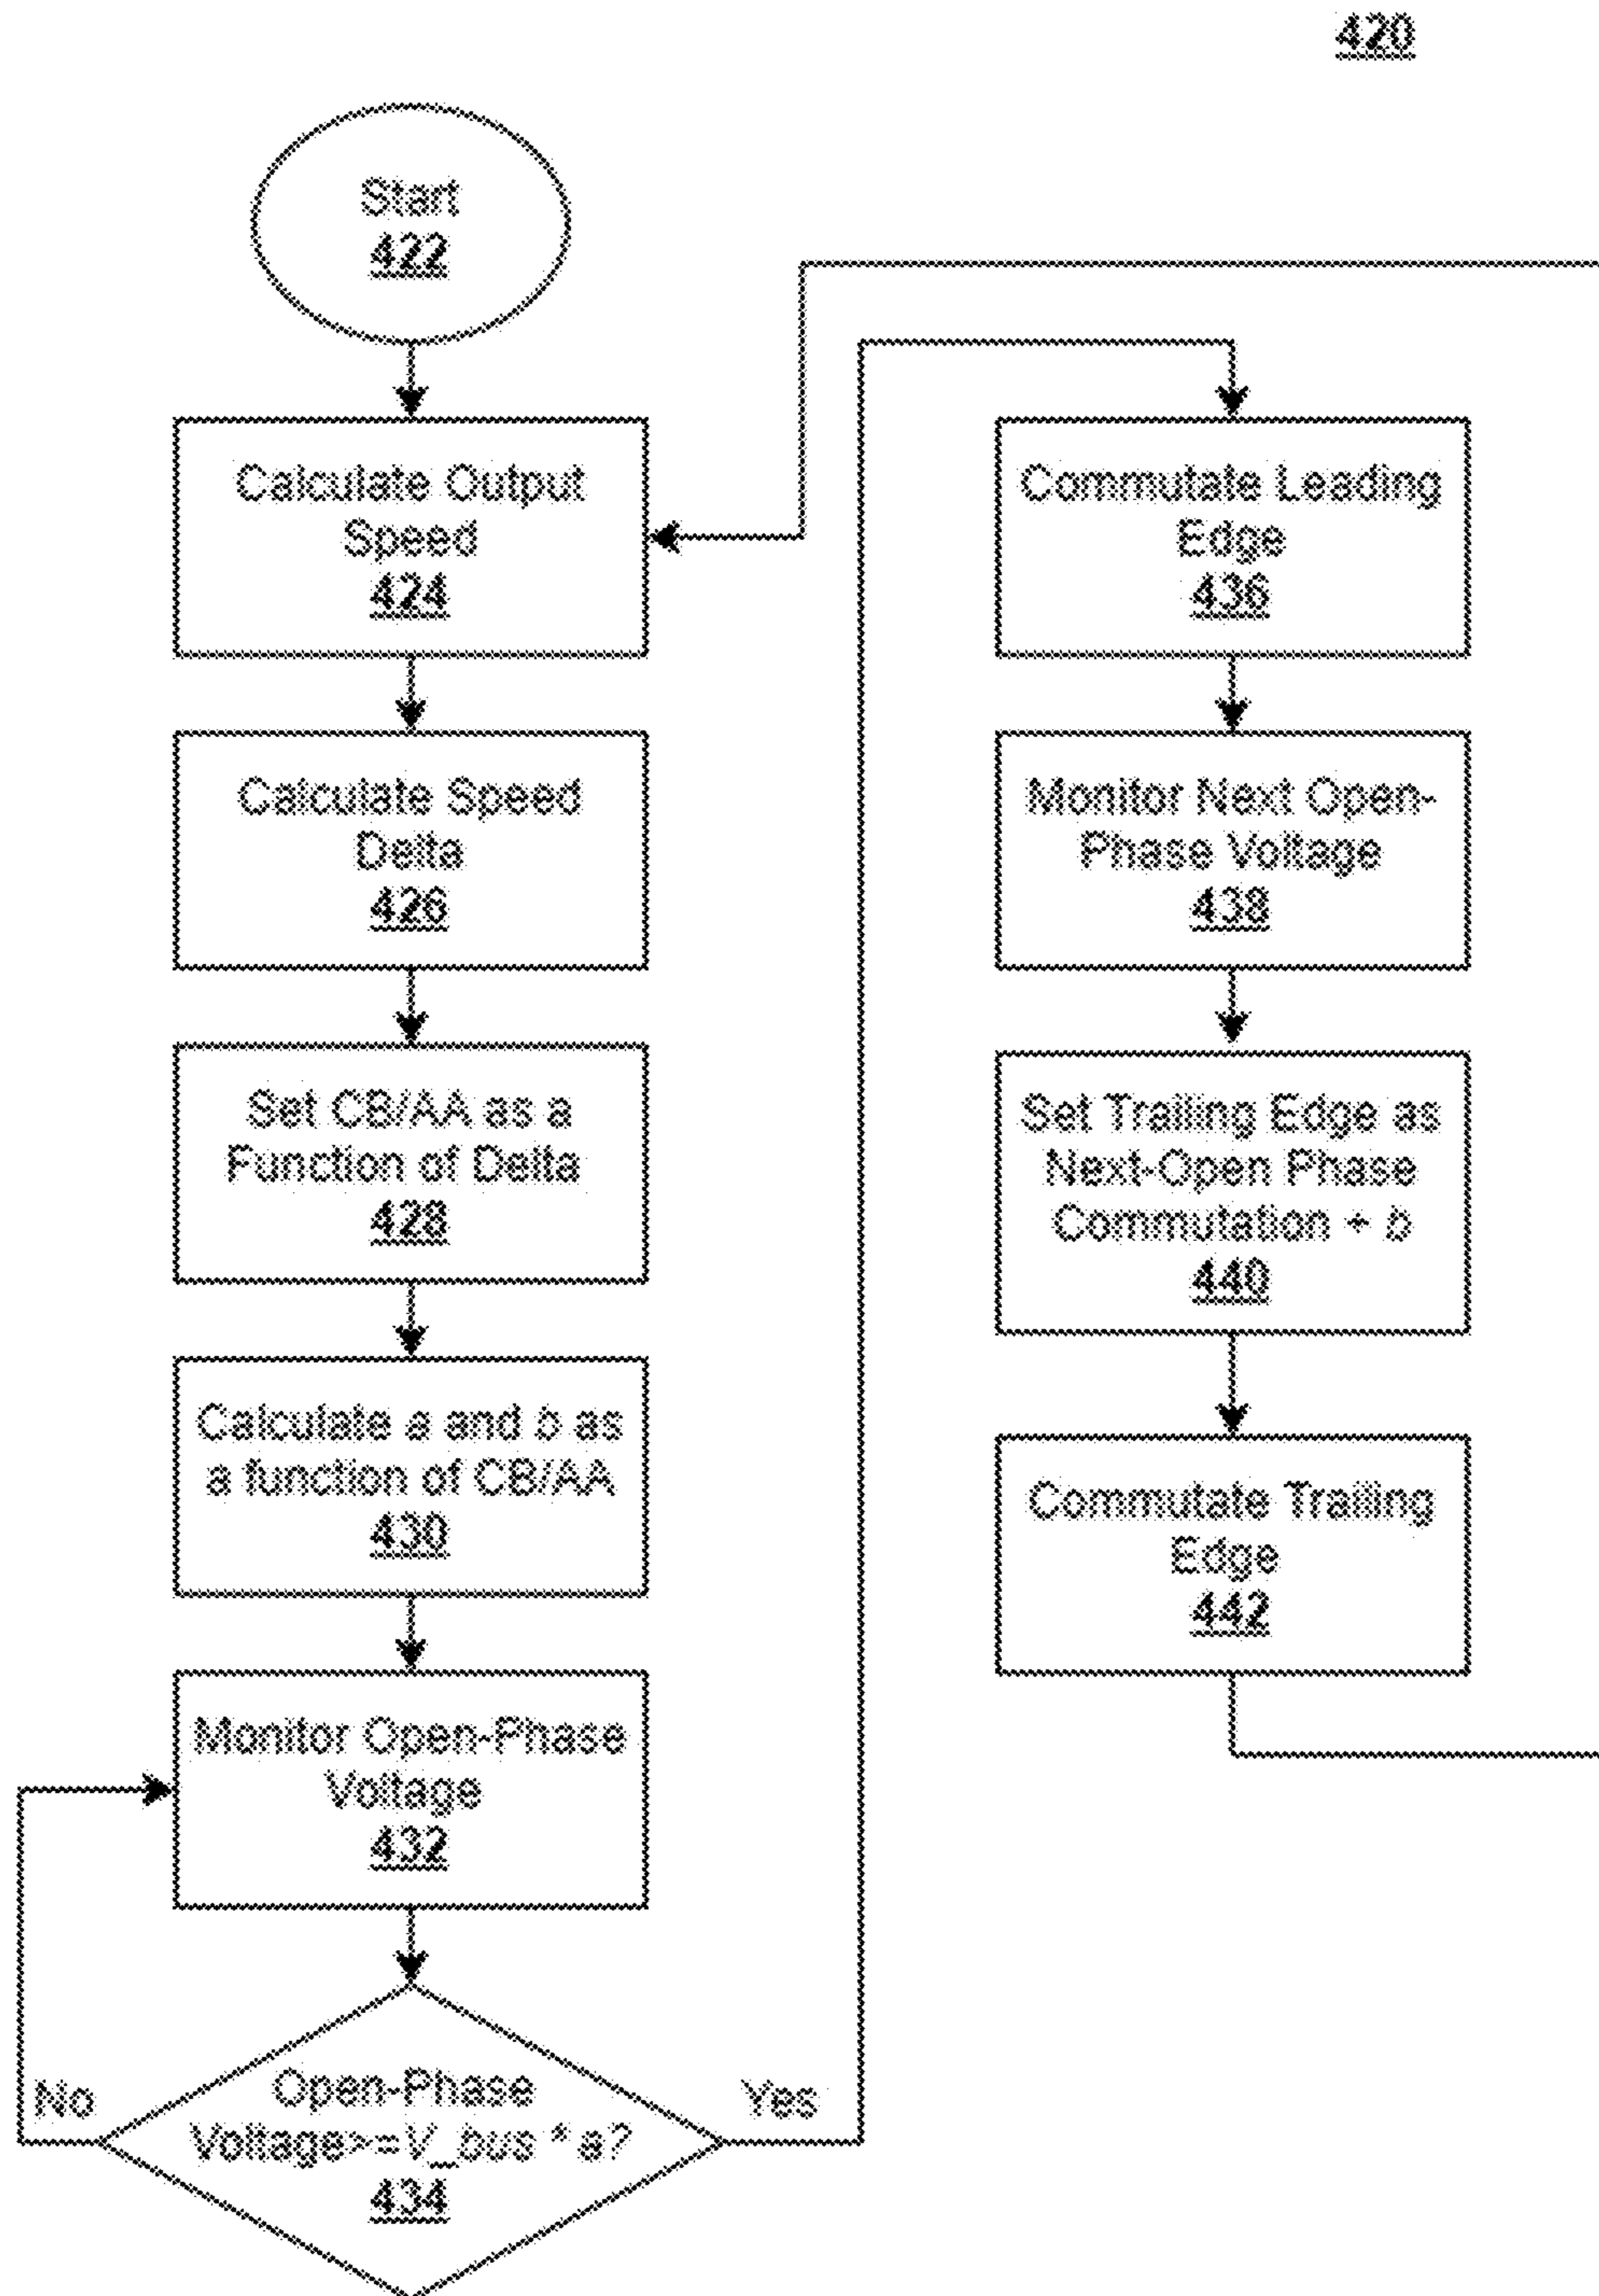 420
Start
422
Calculate Output
Speed
424
Calculate Speed
Delta
426
Set CB/AA as a
Function of Delta
428
Calculate a and b as
a function of CB/AA
430
Monitor Open-Phase
Voltage
432
No
Open-Phase
Voltage>=V_bus * a?
434
Yes
Commutate Leading
Edge
436
Monitor Next Open-
Phase Voltage
438
Set Trailing Edge as
Next-Open Phase
Commutation + b
440
Commutate Trailing
Edge
442